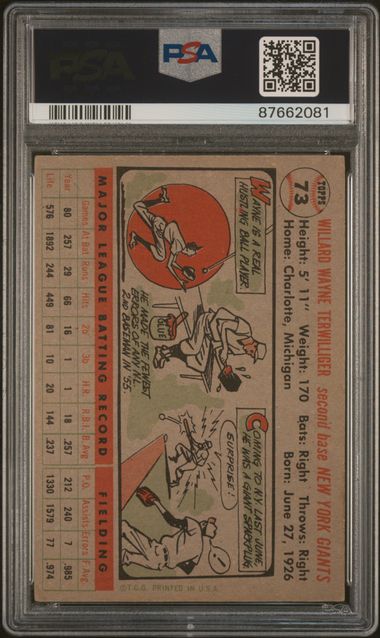 PSA
PSA
87662081
TOPPS
73
WILLARD WAYNE TERWILLIGER second base NEW YORK GIANTS
Height: 5' 11" Weight: 170 Bats: Right Throws: Right
Home: Charlotte, Michigan Born: June 27, 1926
WAYNE IS A REAL
HUSTLING BALL PLAYER.
HE MADE THE FEWEST
ERRORS OF ANY N.L.
2ND BASEMAN IN '55.
GLUE
COMING TO N.Y. LAST JUNE,
HE WAS A GIANT SPARKPLUG.
SURPRISE!
©T.C.G. PRINTED IN U.S.A.
MAJOR LEAGUE BATTING RECORD FIELDING
Games At Bat Runs Hits 2b 3b H.R. R.B.I. B.Avg P.O. Assists Errors F.Avg
Year 80 257 29 66 16 1 1 18 .257 212 240 7 .985
Life 576 1892 244 449 81 10 20 144 .237 1330 1579 77 .974